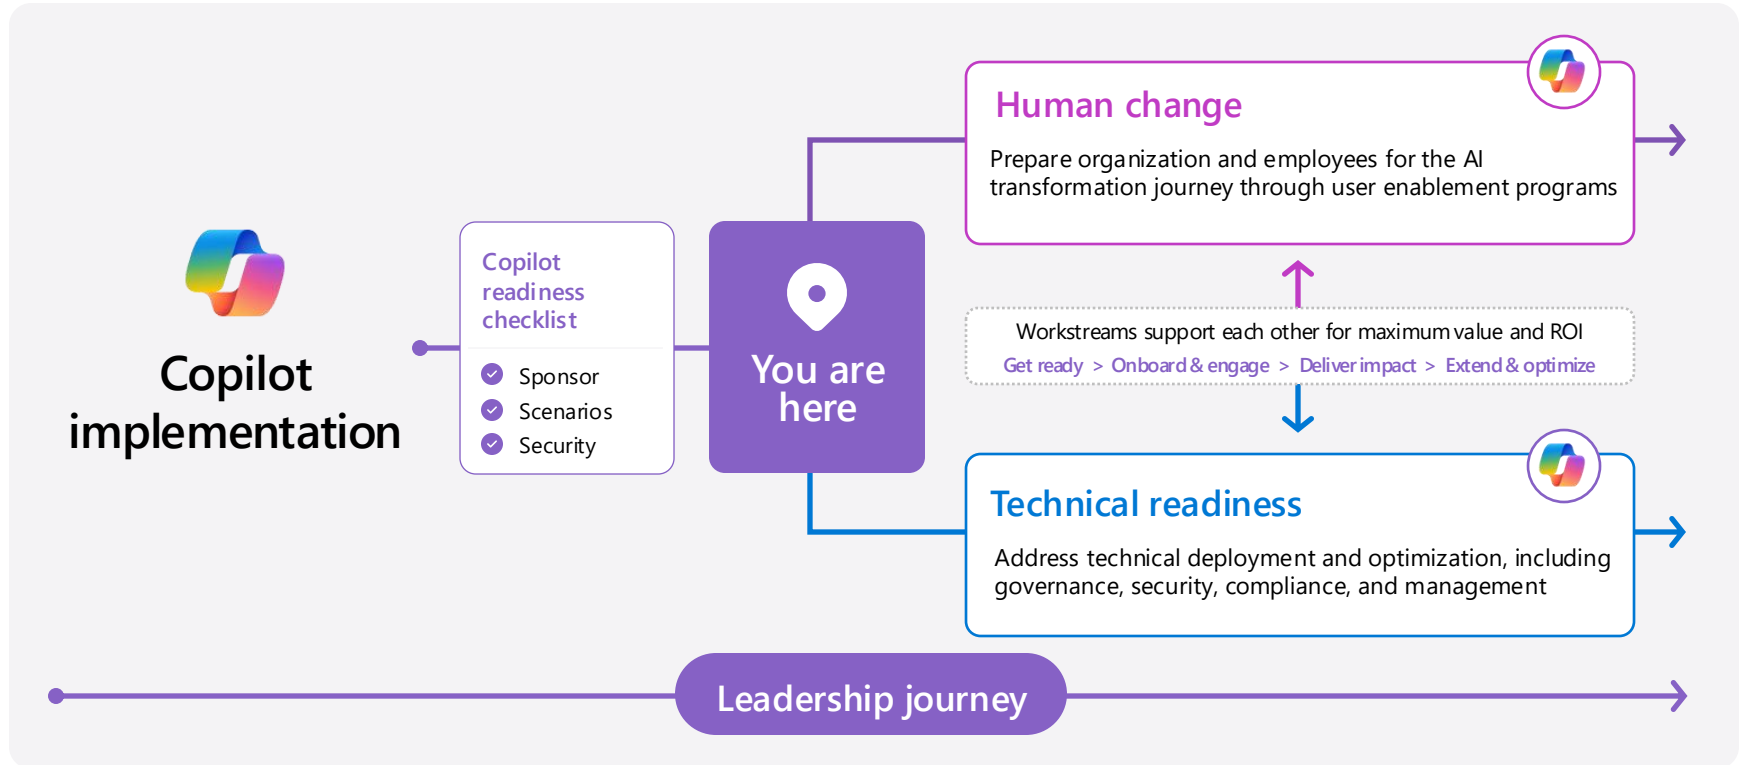 Copilot
implementation
Copilot
readiness
checklist
Sponsor
Scenarios
Security
You are
here
Human change
Prepare organization and employees for the AI
transformation journey through user enablement programs
Workstreams support each other for maximum value and ROI
Get ready > Onboard & engage > Deliver impact > Extend & optimize
Technical readiness
Address technical deployment and optimization, including
governance, security, compliance, and management
Leadership journey